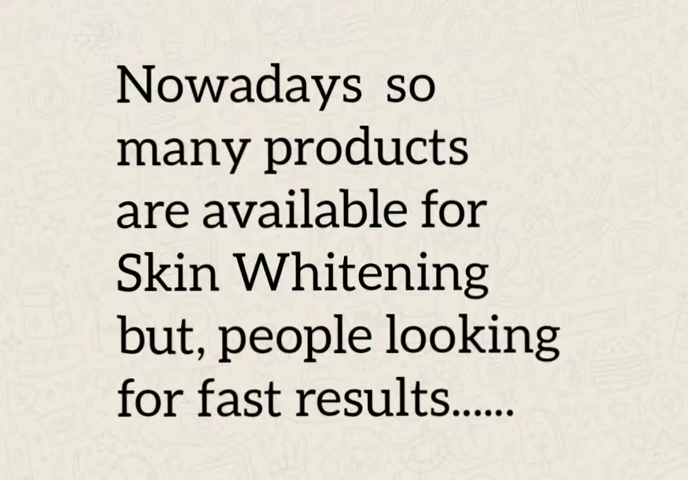 Nowadays  so
many products
are available for
Skin Whitening
but, people looking
for fast results......